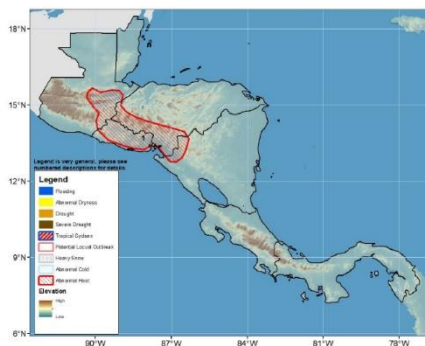 18°N
15°N
12°N
9°N
6°N
90°W
87°W
84°W
81°W
78°W
Legend is very general, please see
numbered descriptions for details.
Legend
Flooding
Abnormal Dryness
Drought
Severe Drought
Tropical Cyclone
Potential Locust Outbreak
Heavy Snow
Abnormal Cold
Abnormal Heat
Elevation
High
Low